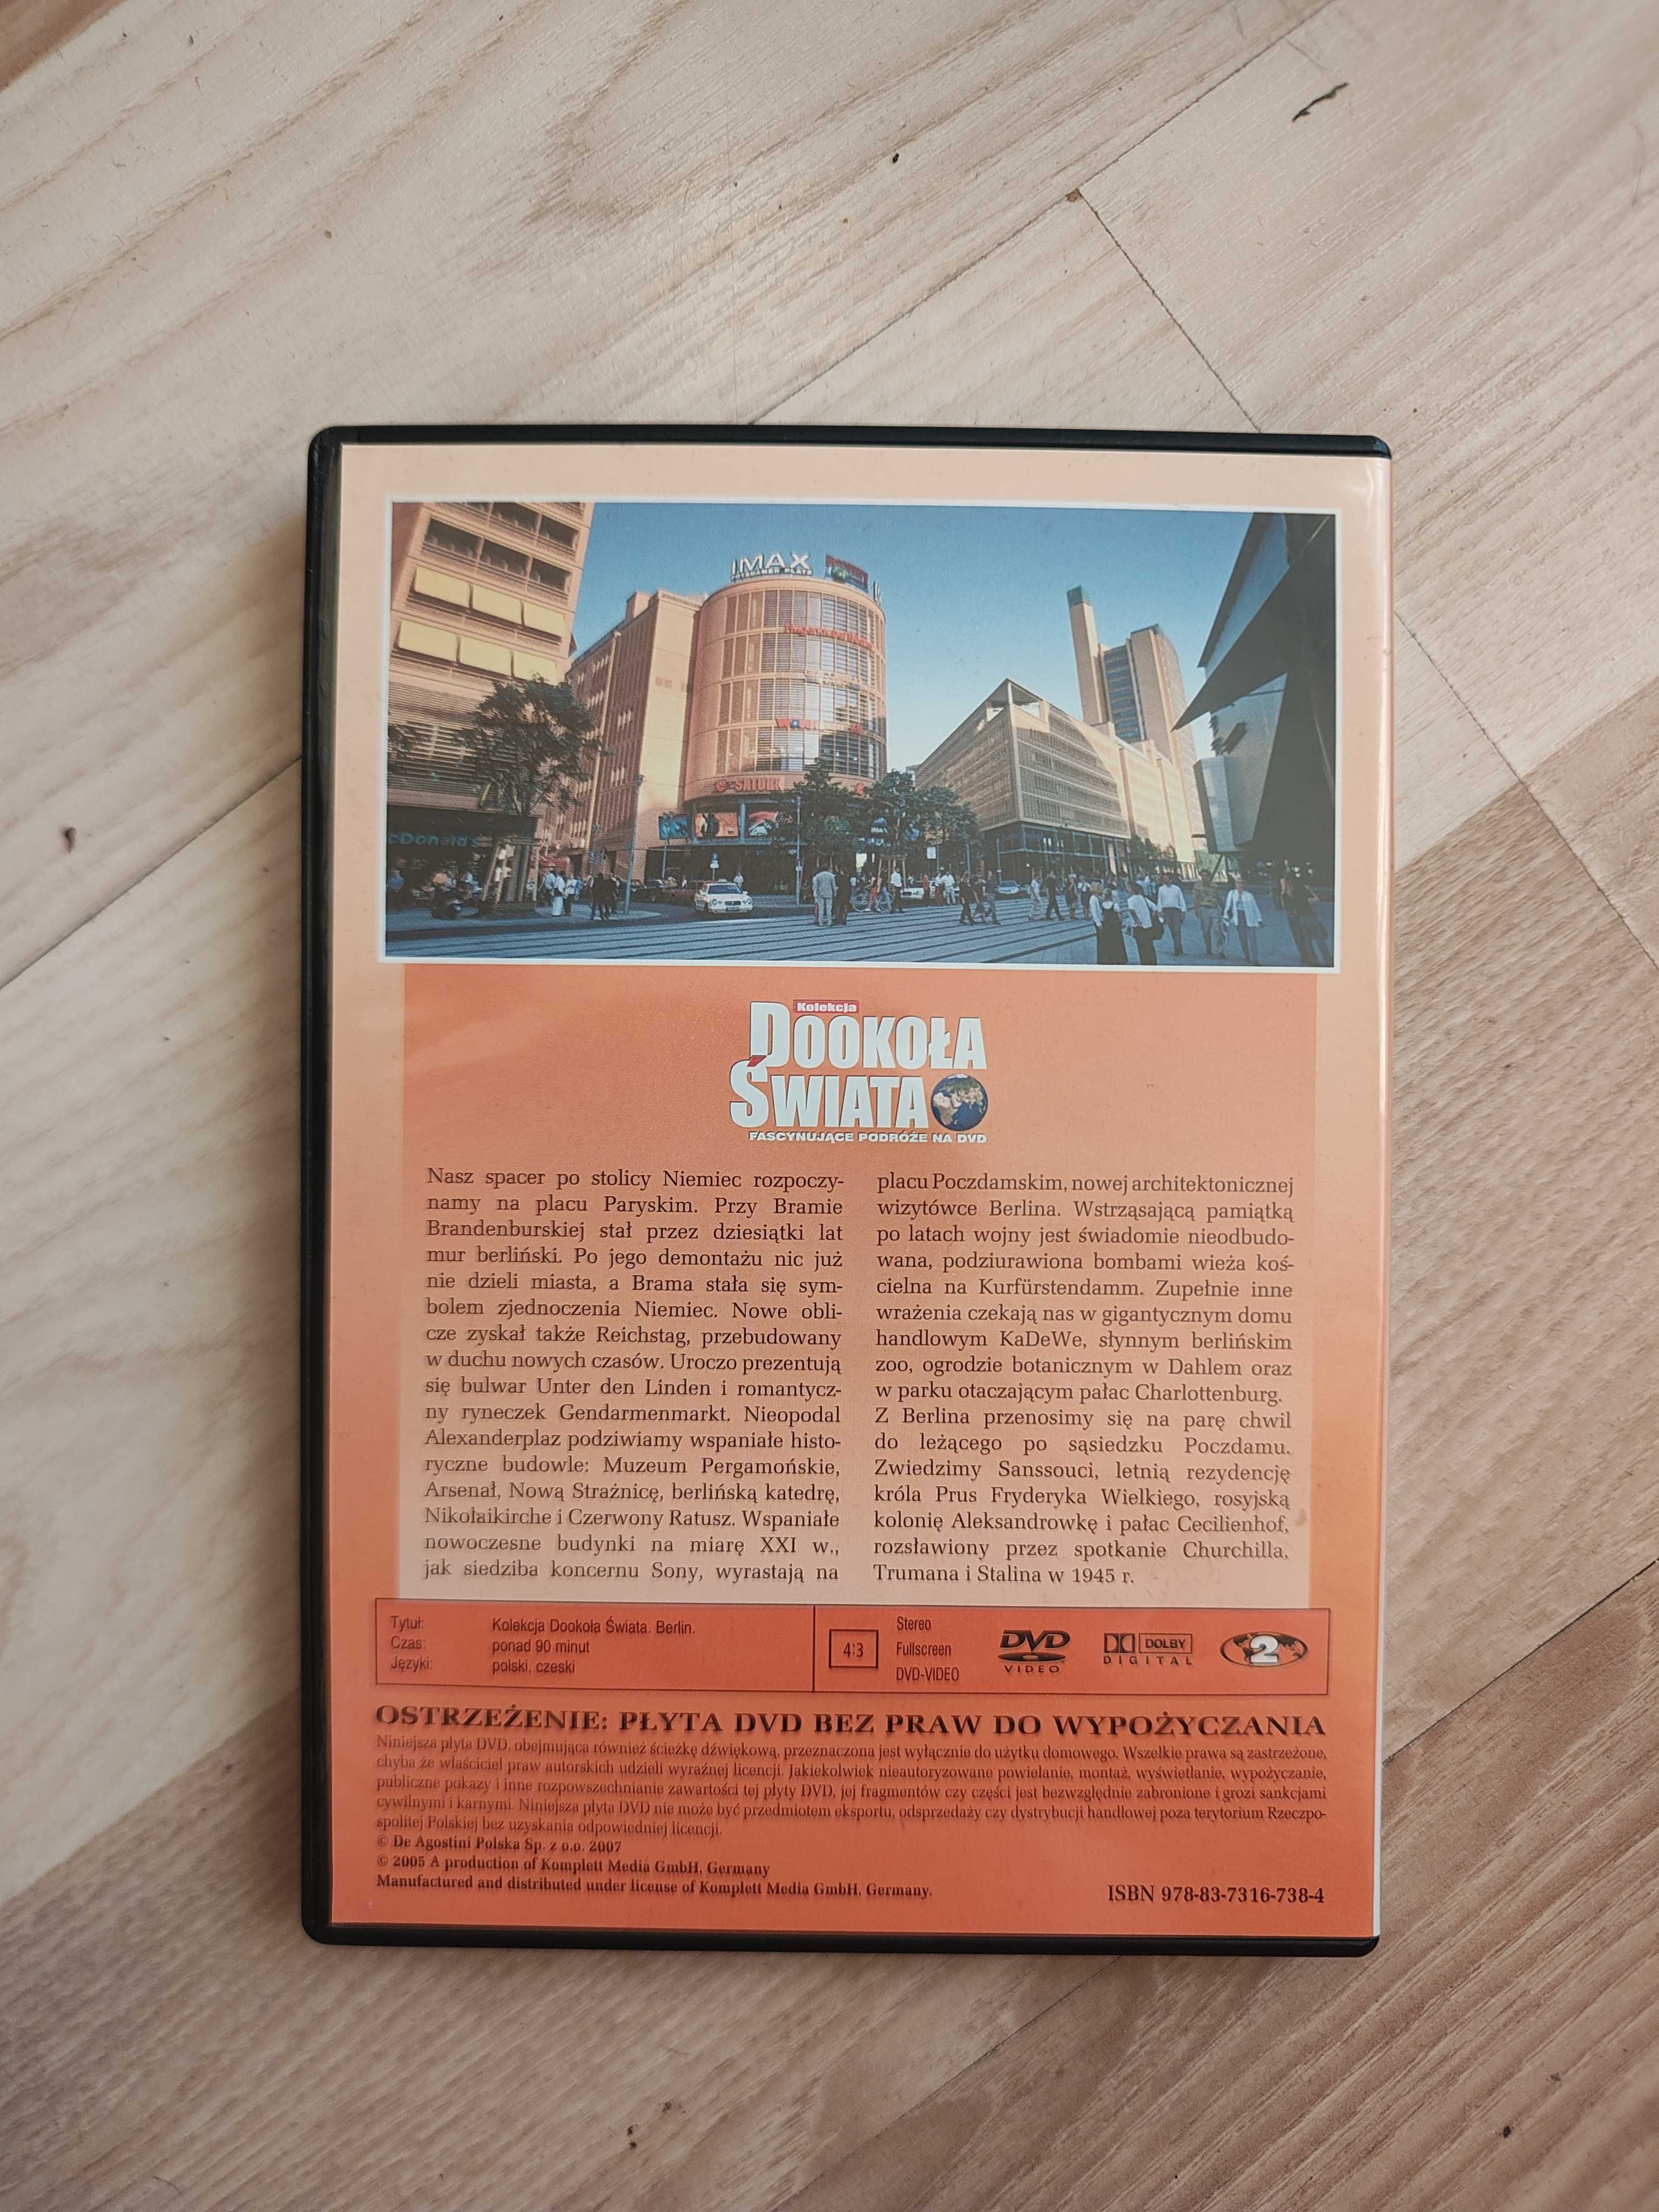 IMAX
POTSDAMER PLATZ
SATURN
cDonald's
Kolekcja
DOOKOŁA
ŚWIATA
FASCYNUJĄCE PODRÓŻE NA DVD
Nasz spacer po stolicy Niemiec rozpoczy-
namy na placu Paryskim. Przy Bramie
Brandenburskiej stał przez dziesiątki lat
mur berliński. Po jego demontażu nic już
nie dzieli miasta, a Brama stała się sym-
bolem zjednoczenia Niemiec. Nowe obli-
cze zyskał także Reichstag, przebudowany
w duchu nowych czasów. Uroczo prezentują
się bulwar Unter den Linden i romantycz-
ny ryneczek Gendarmenmarkt. Nieopodal
Alexanderplaz podziwiamy wspaniałe histo-
ryczne budowle: Muzeum Pergamońskie,
Arsenał, Nową Strażnicę, berlińską katedrę,
Nikolaikirche i Czerwony Ratusz. Wspaniałe
nowoczesne budynki na miarę XXI w.,
jak siedziba koncernu Sony, wyrastają na
placu Poczdamskim, nowej architektonicznej
wizytówce Berlina. Wstrząsającą pamiątką
po latach wojny jest świadomie nieodbudo-
wana, podziurawiona bombami wieża koś-
cielna na Kurfürstendamm. Zupełnie inne
wrażenia czekają nas w gigantycznym domu
handlowym KaDeWe, słynnym berlińskim
zoo, ogrodzie botanicznym w Dahlem oraz
w parku otaczającym pałac Charlottenburg.
Z Berlina przenosimy się na parę chwil
do leżącego po sąsiedzku Poczdamu.
Zwiedzimy Sanssouci, letnią rezydencję
króla Prus Fryderyka Wielkiego, rosyjską
kolonię Aleksandrowkę i pałac Cecilienhof,
rozsławiony przez spotkanie Churchilla,
Trumana i Stalina w 1945 r.
Tytuł: Kolekcja Dookoła Świata. Berlin.
Czas: ponad 90 minut
Języki: polski, czeski
4:3
Stereo
Fullscreen
DVD-VIDEO
DVD
VIDEO
DOLBY
DIGITAL
2
OSTRZEŻENIE: PŁYTA DVD BEZ PRAW DO WYPOŻYCZANIA
Niniejsza płyta DVD, obejmująca również ścieżkę dźwiękową, przeznaczona jest wyłącznie do użytku domowego. Wszelkie prawa są zastrzeżone,
chyba że właściciel praw autorskich udzieli wyraźnej licencji. Jakiekolwiek nieautoryzowane powielanie, montaż, wyświetlanie, wypożyczanie,
publiczne pokazy i inne rozpowszechnianie zawartości tej płyty DVD, jej fragmentów czy części jest bezwzględnie zabronione i grozi sankcjami
cywilnymi i karnymi. Niniejsza płyta DVD nie może być przedmiotem eksportu, odsprzedaży czy dystrybucji handlowej poza terytorium Rzeczpo-
spolitej Polskiej bez uzyskania odpowiedniej licencji.
© De Agostini Polska Sp. z o.o. 2007
© 2005 A production of Komplett Media GmbH, Germany
Manufactured and distributed under license of Komplett Media GmbH, Germany.
ISBN 978-83-7316-738-4